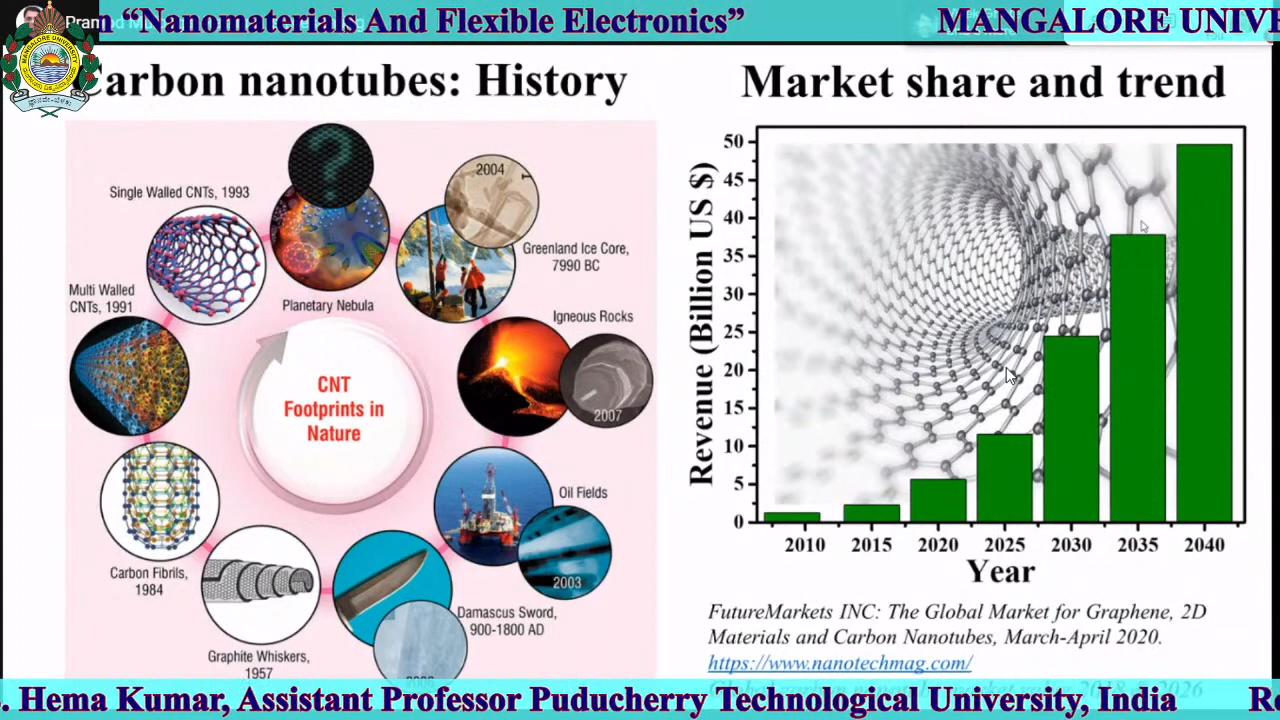 n “Nanomaterials And Flexible Electronics”
MANGALORE UNIVE
MANGALORE UNIVERSITY
arbon nanotubes: History
Market share and trend
Single Walled CNTs, 1993
2004
Greenland Ice Core,
7990 BC
Planetary Nebula
Multi Walled
CNTs, 1991
Igneous Rocks
2007
CNT
Footprints in
Nature
Oil Fields
2003
Carbon Fibrils,
1984
Damascus Sword,
900-1800 AD
Graphite Whiskers,
1957
?
Revenue (Billion US $)
50
45
40
35
30
25
20
15
10
5
0
2010 2015 2020 2025 2030 2035 2040
Year
FutureMarkets INC: The Global Market for Graphene, 2D
Materials and Carbon Nanotubes, March-April 2020.
https://www.nanotechmag.com/
. Hema Kumar, Assistant Professor Puducherry Technological University, India
Re